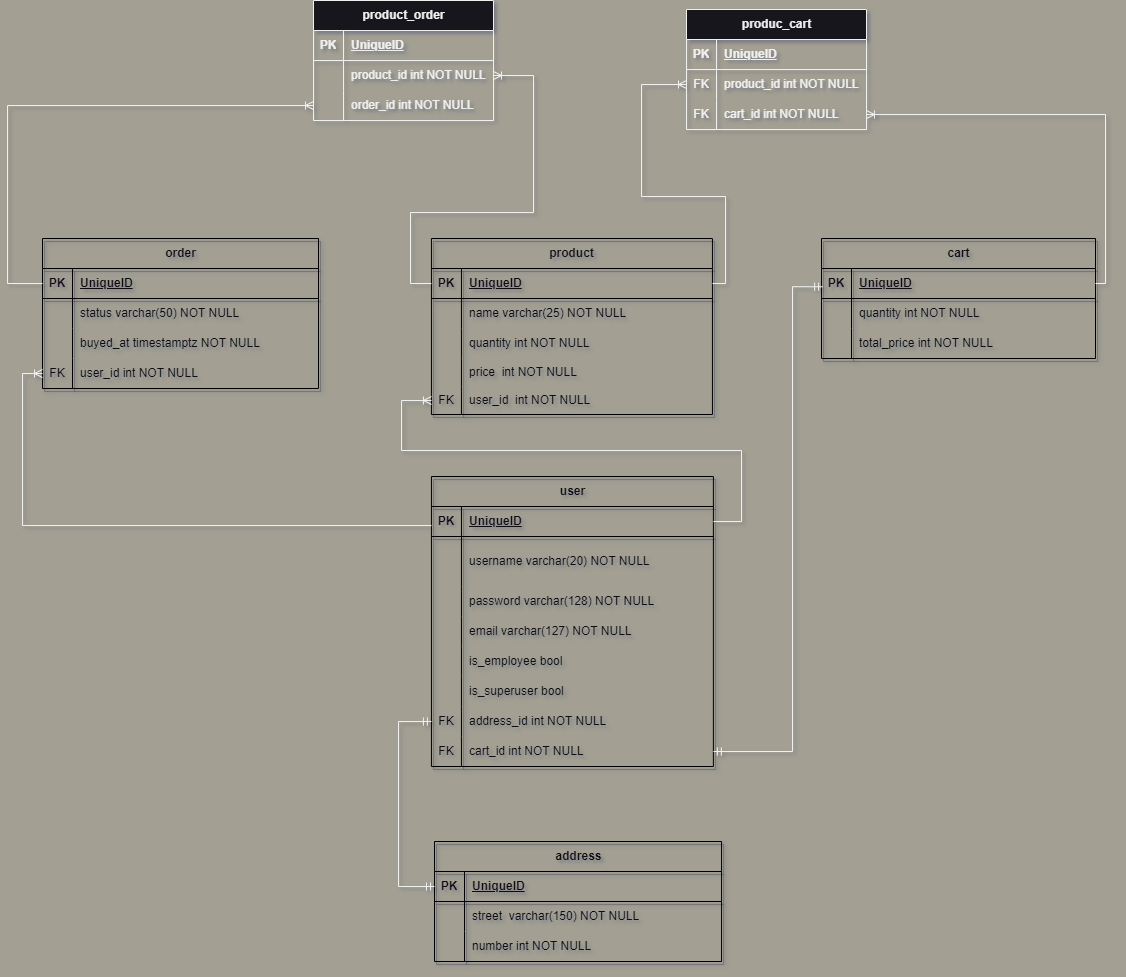 product_order
PK UniqueID
product_id int NOT NULL
order_id int NOT NULL
produc_cart
PK UniqueID
FK product_id int NOT NULL
FK cart_id int NOT NULL
order
PK UniqueID
status varchar(50) NOT NULL
buyed_at timestamptz NOT NULL
FK user_id int NOT NULL
product
PK UniqueID
name varchar(25) NOT NULL
quantity int NOT NULL
price int NOT NULL
FK user_id int NOT NULL
cart
PK UniqueID
quantity int NOT NULL
total_price int NOT NULL
user
PK UniqueID
username varchar(20) NOT NULL
password varchar(128) NOT NULL
email varchar(127) NOT NULL
is_employee bool
is_superuser bool
FK address_id int NOT NULL
FK cart_id int NOT NULL
address
PK UniqueID
street varchar(150) NOT NULL
number int NOT NULL